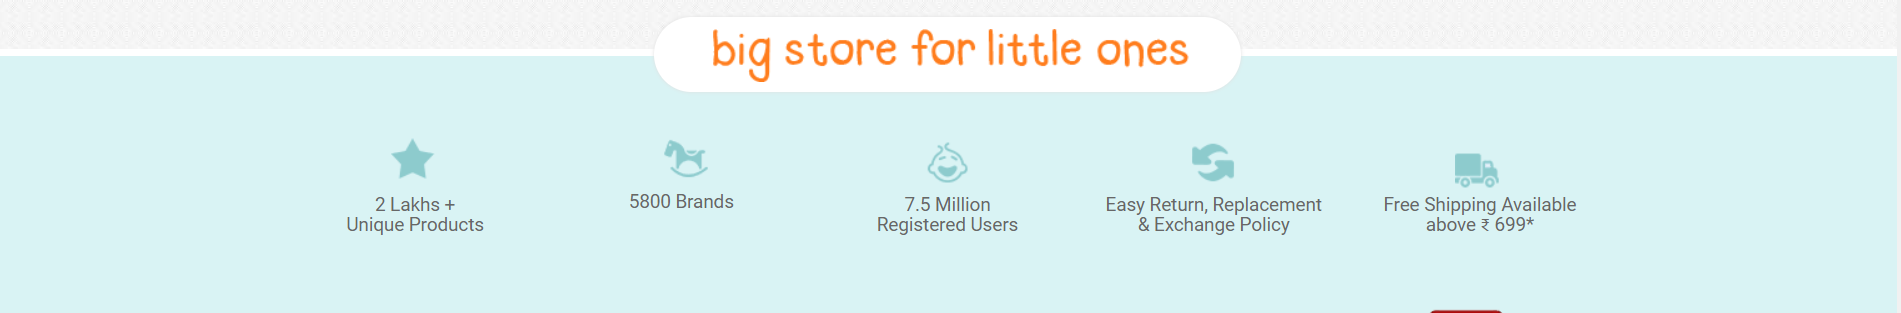 big store for little ones
2 Lakhs +
Unique Products
5800 Brands
7.5 Million
Registered Users
Easy Return, Replacement
& Exchange Policy
Free Shipping Available
above ₹ 699*